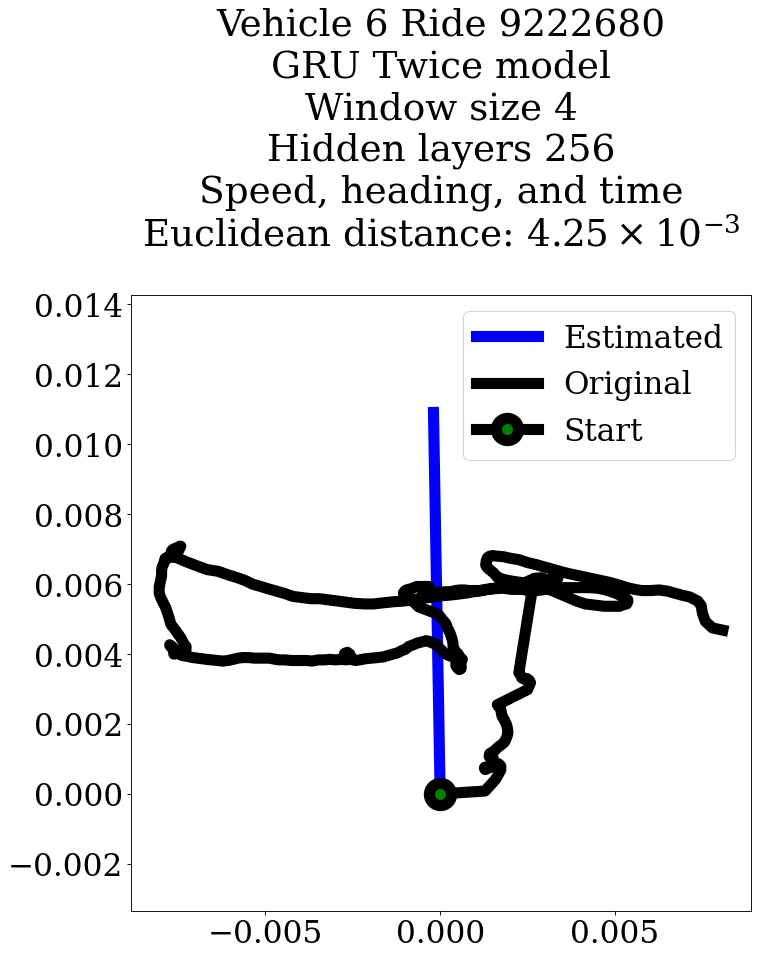 Vehicle 6 Ride 9222680
GRU Twice model
Window size 4
Hidden layers 256
Speed, heading, and time
Euclidean distance: 4.25 × 10⁻³
0.014
0.012
0.010
0.008
0.006
0.004
0.002
0.000
−0.002
Estimated
Original
Start
−0.005 0.000 0.005